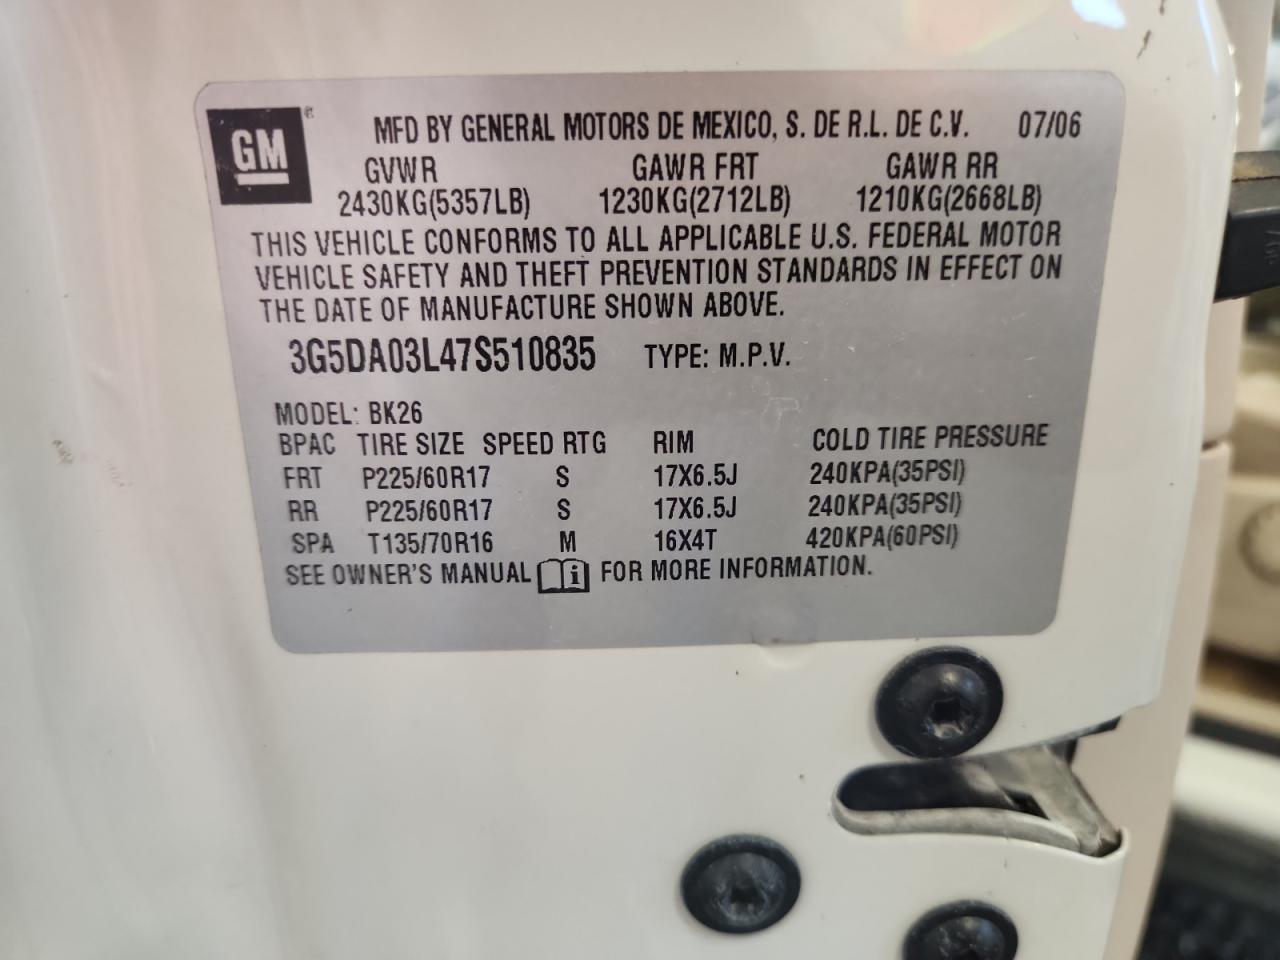 GM ®
MFD BY GENERAL MOTORS DE MEXICO, S. DE R.L. DE C.V. 07/06
GVWR GAWR FRT GAWR RR
2430KG(5357LB) 1230KG(2712LB) 1210KG(2668LB)
THIS VEHICLE CONFORMS TO ALL APPLICABLE U.S. FEDERAL MOTOR
VEHICLE SAFETY AND THEFT PREVENTION STANDARDS IN EFFECT ON
THE DATE OF MANUFACTURE SHOWN ABOVE.
3G5DA03L47S510835 TYPE: M.P.V.
MODEL: BK26
BPAC TIRE SIZE SPEED RTG RIM COLD TIRE PRESSURE
FRT P225/60R17 S 17X6.5J 240KPA(35PSI)
RR P225/60R17 S 17X6.5J 240KPA(35PSI)
SPA T135/70R16 M 16X4T 420KPA(60PSI)
SEE OWNER'S MANUAL i FOR MORE INFORMATION.